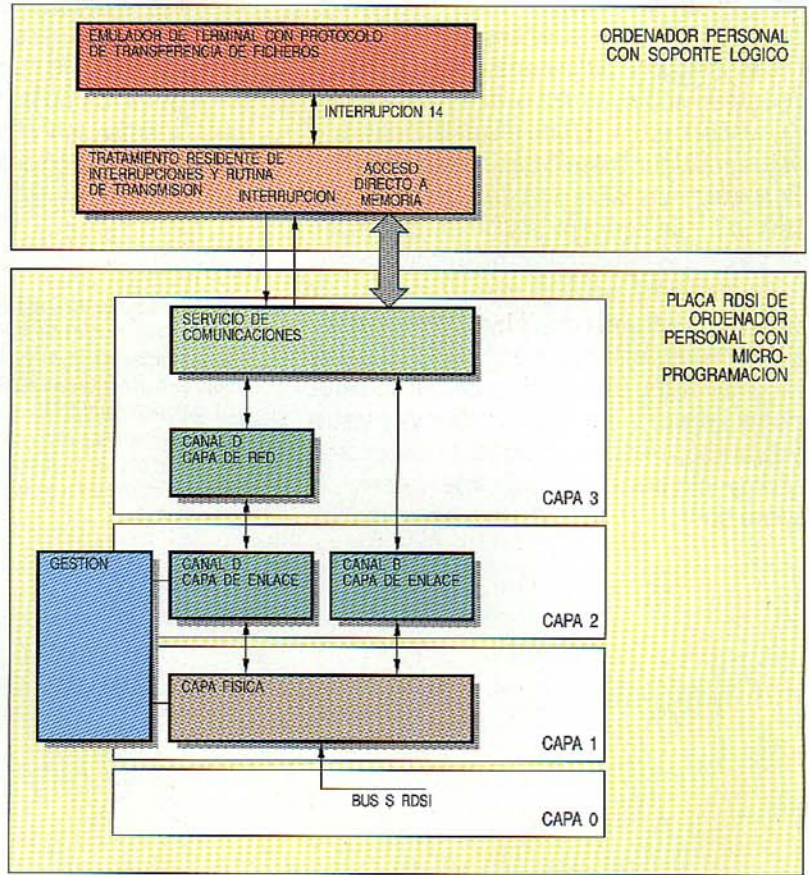 EMULADOR DE TERMINAL CON PROTOCOLO
DE TRANSFERENCIA DE FICHEROS
ORDENADOR PERSONAL
CON SOPORTE LOGICO
INTERRUPCION 14
TRATAMIENTO RESIDENTE DE
INTERRUPCIONES Y RUTINA
DE TRANSMISION
INTERRUPCION
ACCESO
DIRECTO A
MEMORIA
PLACA RDSI DE
ORDENADOR
PERSONAL CON
MICRO-
PROGRAMACION
SERVICIO DE
COMUNICACIONES
CANAL D
CAPA DE RED
CAPA 3
GESTION
CANAL D
CAPA DE ENLACE
CANAL B
CAPA DE ENLACE
CAPA 2
CAPA FISICA
CAPA 1
BUS S RDSI
CAPA 0